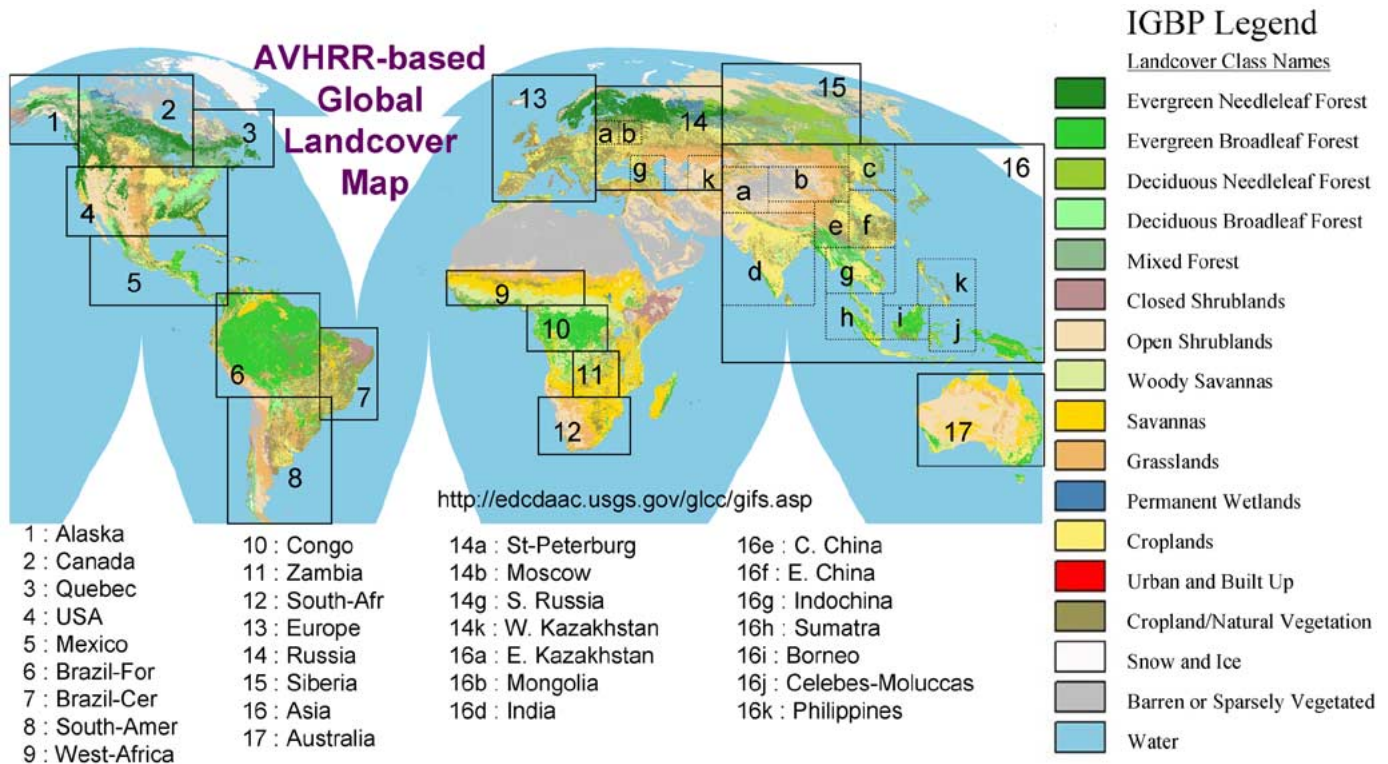 AVHRR-based
Global
Landcover
Map
1
2
3
4
5
6
7
8
9
10
11
12
13
14
a
b
g
k
15
16
a
b
c
d
e
f
g
h
i
j
k
17
http://edcdaac.usgs.gov/glcc/gifs.asp
1 : Alaska
2 : Canada
3 : Quebec
4 : USA
5 : Mexico
6 : Brazil-For
7 : Brazil-Cer
8 : South-Amer
9 : West-Africa
10 : Congo
11 : Zambia
12 : South-Afr
13 : Europe
14 : Russia
15 : Siberia
16 : Asia
17 : Australia
14a : St-Peterburg
14b : Moscow
14g : S. Russia
14k : W. Kazakhstan
16a : E. Kazakhstan
16b : Mongolia
16d : India
16e : C. China
16f : E. China
16g : Indochina
16h : Sumatra
16i : Borneo
16j : Celebes-Moluccas
16k : Philippines
IGBP Legend
Landcover Class Names
Evergreen Needleleaf Forest
Evergreen Broadleaf Forest
Deciduous Needleleaf Forest
Deciduous Broadleaf Forest
Mixed Forest
Closed Shrublands
Open Shrublands
Woody Savannas
Savannas
Grasslands
Permanent Wetlands
Croplands
Urban and Built Up
Cropland/Natural Vegetation
Snow and Ice
Barren or Sparsely Vegetated
Water